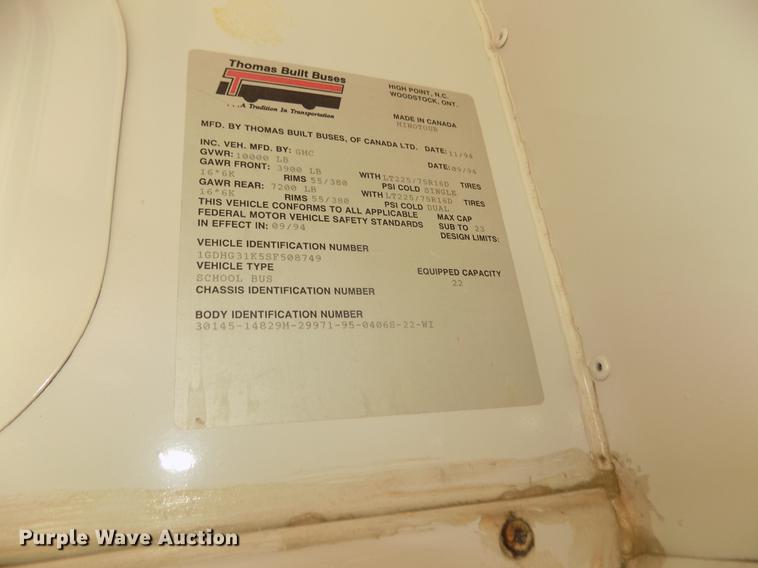 Thomas Built Buses
T
. . . .A Tradition In Transportation
HIGH POINT, N.C.
WOODSTOCK, ONT.
MADE IN CANADA
MINOTOUR
MFD. BY THOMAS BUILT BUSES, OF CANADA LTD. DATE: 11/94
INC. VEH. MFD. BY: GMC DATE: 09/94
GVWR: 10000 LB
GAWR FRONT: 3900 LB WITH LT225/75R16D TIRES
16*6K RIMS 55/380 PSI COLD SINGLE
GAWR REAR: 7200 LB WITH LT225/75R16D TIRES
16*6K RIMS 55/380 PSI COLD DUAL
THIS VEHICLE CONFORMS TO ALL APPLICABLE MAX CAP
FEDERAL MOTOR VEHICLE SAFETY STANDARDS SUB TO 23
IN EFFECT IN: 09/94 DESIGN LIMITS:
VEHICLE IDENTIFICATION NUMBER
1GDHG31K5SF508749
VEHICLE TYPE EQUIPPED CAPACITY
SCHOOL BUS 22
CHASSIS IDENTIFICATION NUMBER
BODY IDENTIFICATION NUMBER
30145-14829M-29971-95-0406S-22-WI
Purple Wave Auction